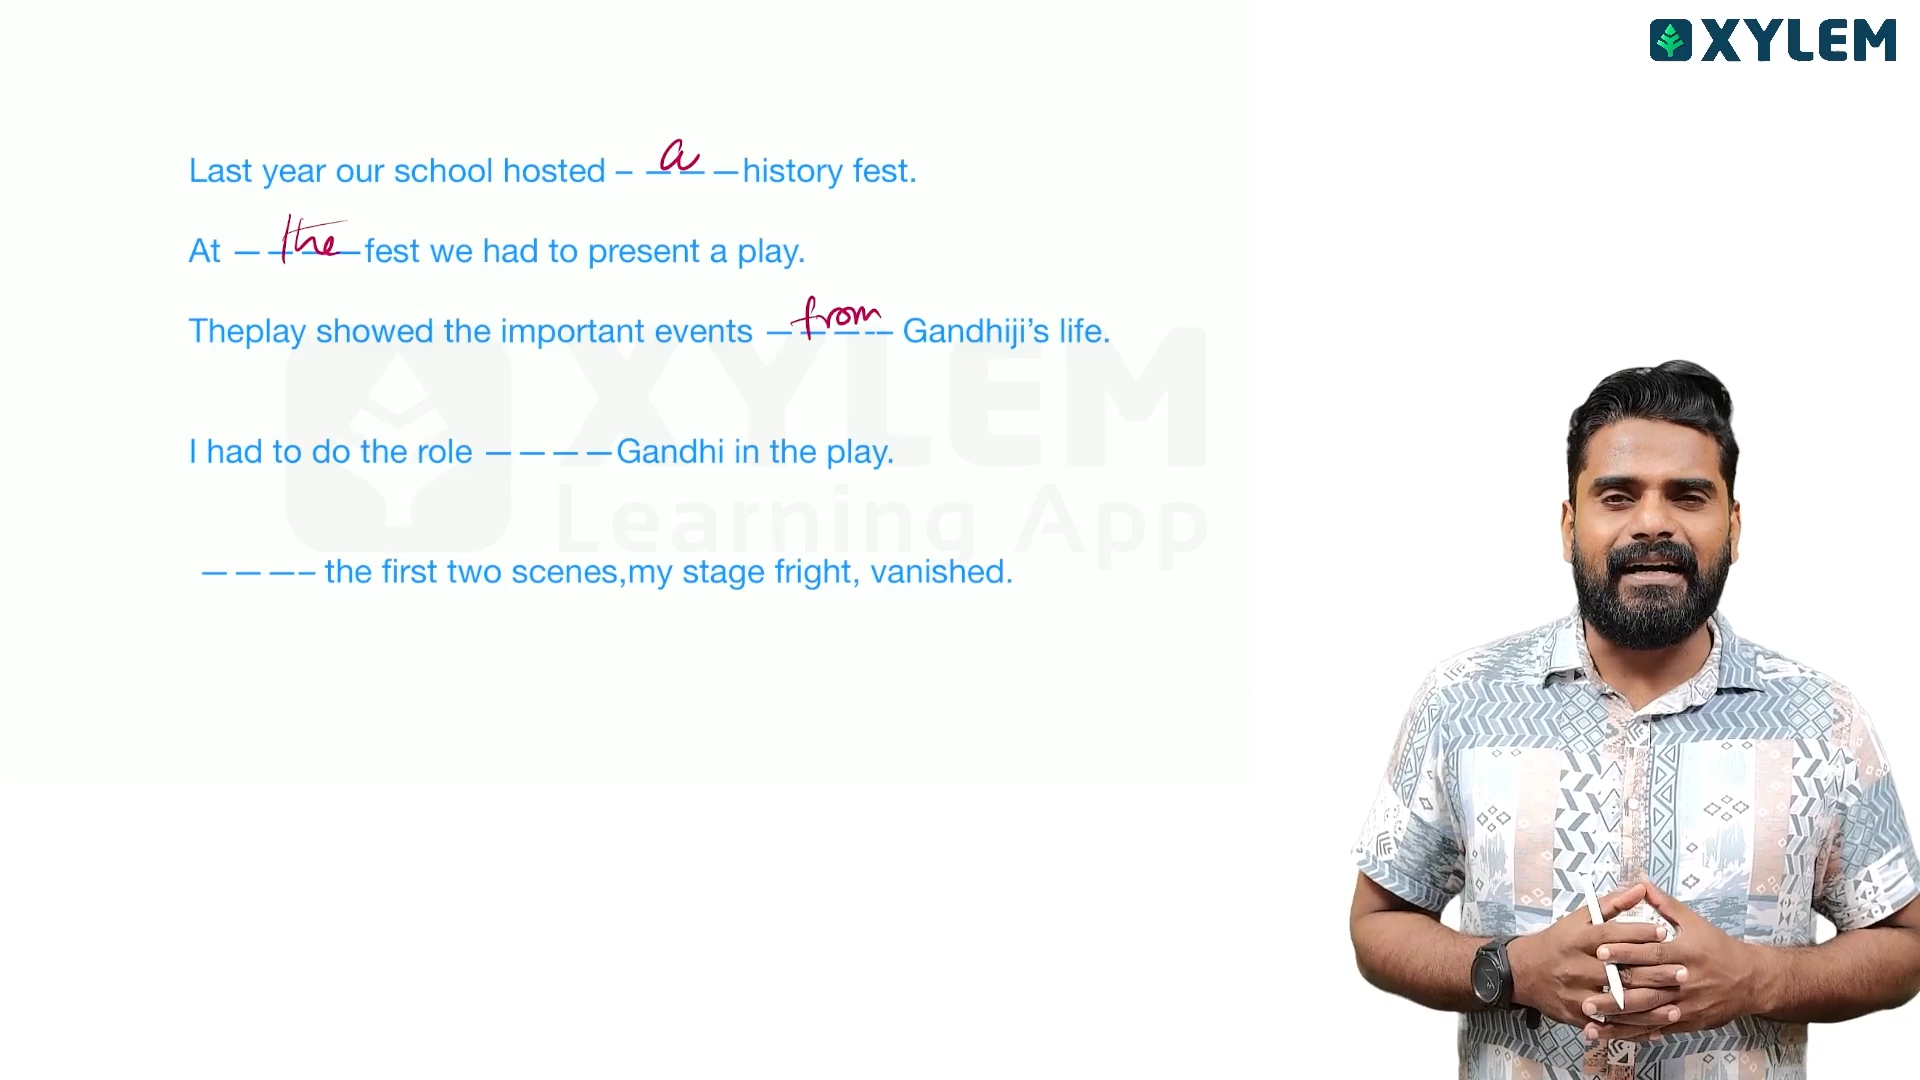 XYLEM
Last year our school hosted – — a — —history fest.
At — — the —fest we had to present a play.
Theplay showed the important events — from — -– Gandhiji’s life.
I had to do the role — — — —Gandhi in the play.
— — —– the first two scenes,my stage fright, vanished.
XYLEM
Learning App